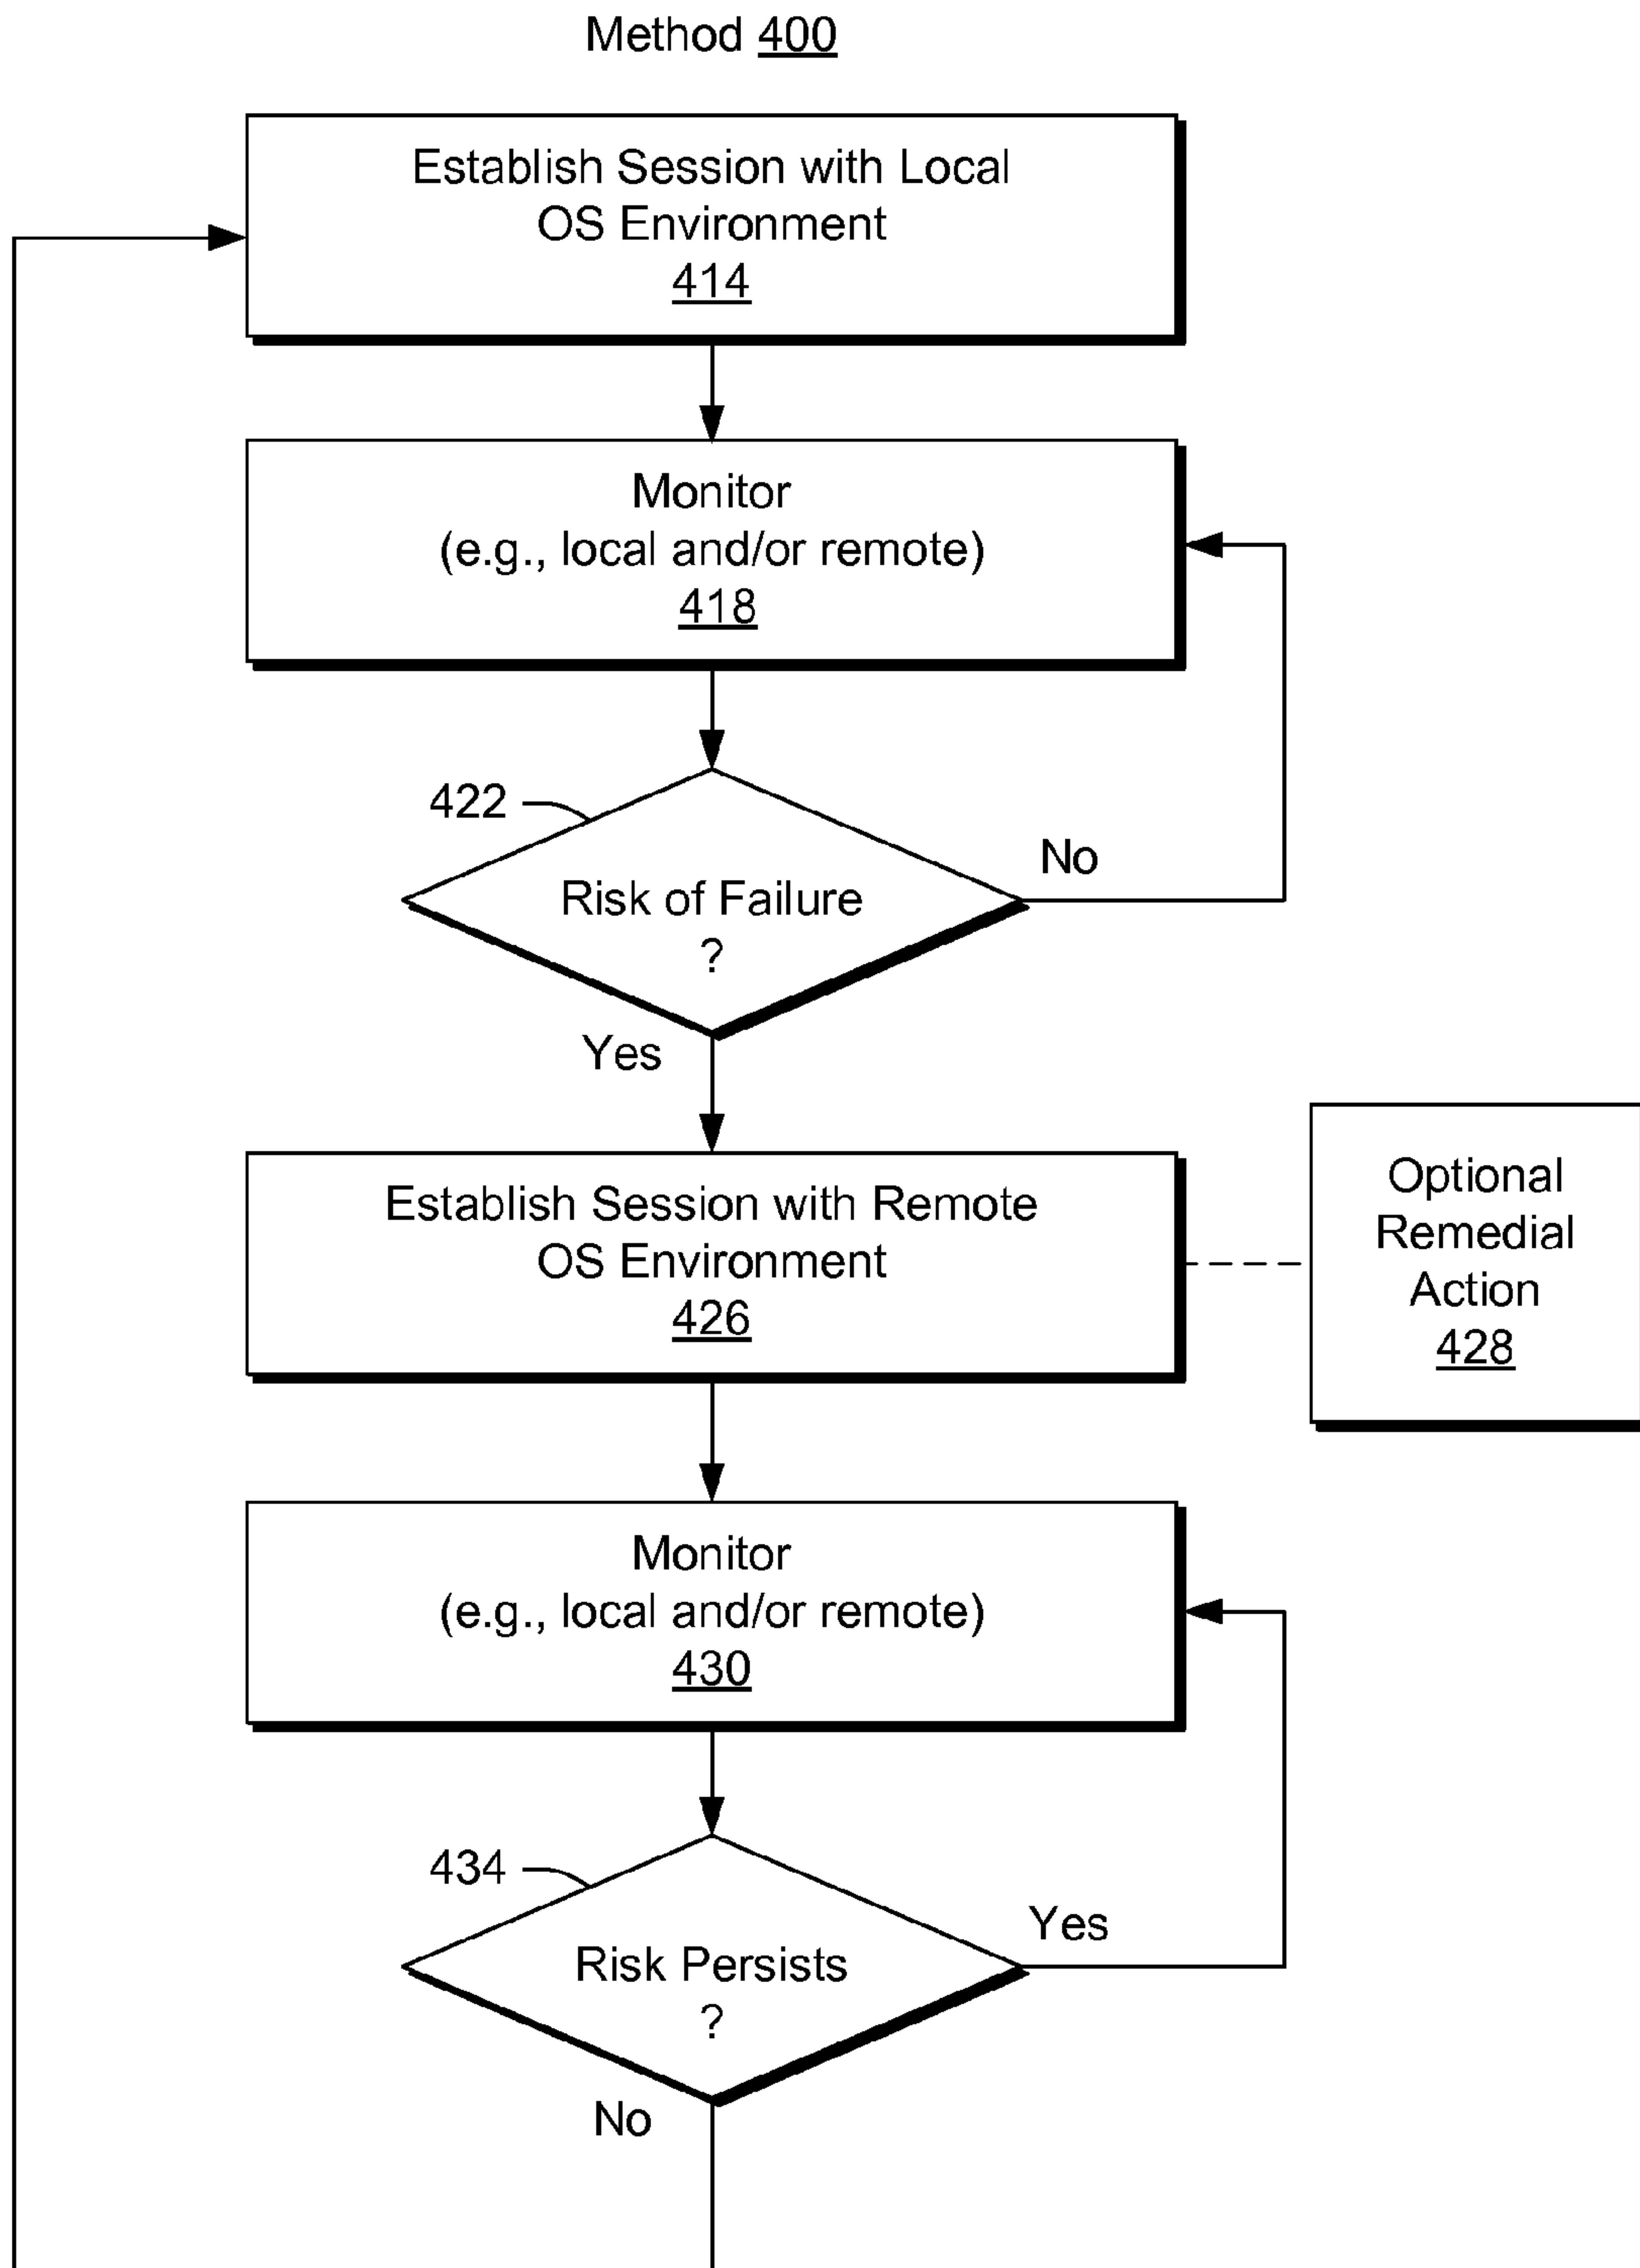 Method 400
Establish Session with Local
OS Environment
414
Monitor
(e.g., local and/or remote)
418
422
Risk of Failure
?
No
Yes
Establish Session with Remote
OS Environment
426
Optional
Remedial
Action
428
Monitor
(e.g., local and/or remote)
430
434
Risk Persists
?
Yes
No